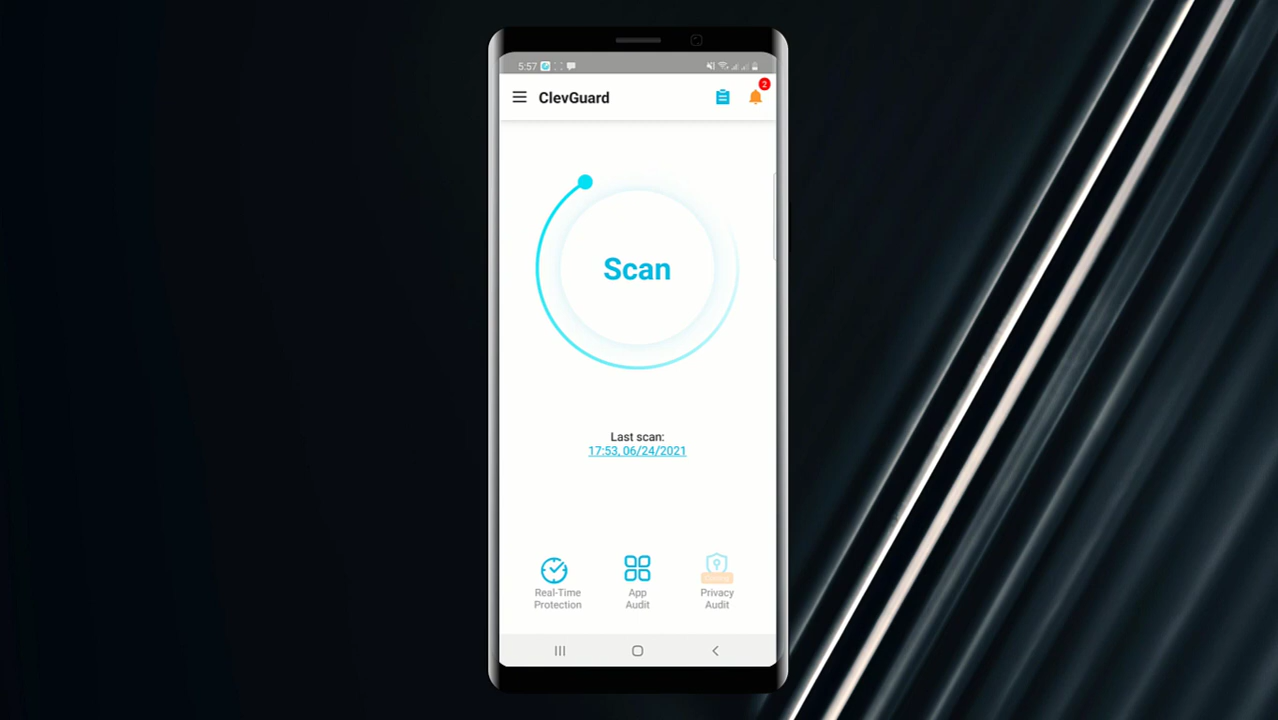 5:57
ClevGuard
2
Scan
Last scan:
17:53, 06/24/2021
Real-Time
Protection
App
Audit
Privacy
Audit